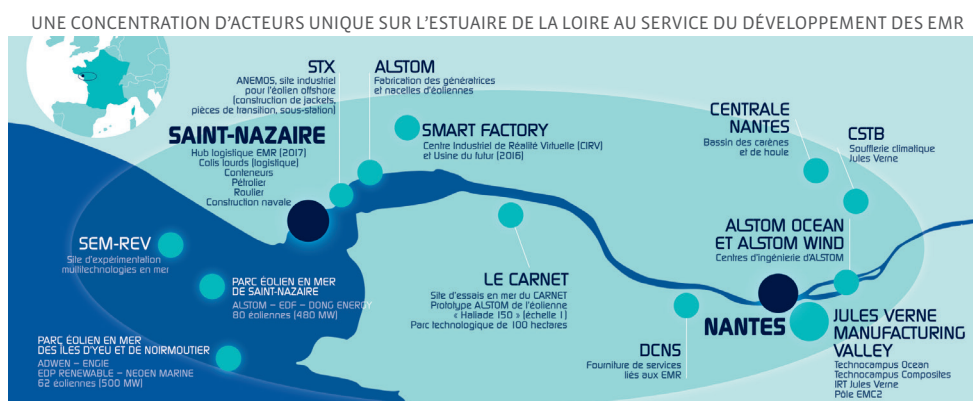 UNE CONCENTRATION D'ACTEURS UNIQUE SUR L'ESTUAIRE DE LA LOIRE AU SERVICE DU DÉVELOPPEMENT DES EMR
STX
ANEMOS, site industriel
pour l'éolien offshore
(construction de jackets,
pièces de transition, sous-station)
ALSTOM
Fabrication des génératrices
et nacelles d'éoliennes
SAINT-NAZAIRE
Hub logistique EMR (2017)
Colis lourds (logistique)
Conteneurs
Pétrolier
Roulier
Construction navale
SMART FACTORY
Centre Industriel de Réalité Virtuelle (CIRV)
et Usine du futur (2016)
CENTRALE
NANTES
Bassin des carènes
et de houle
CSTB
Soufflerie climatique
Jules Verne
SEM-REV
Site d'expérimentation
multitechnologies en mer
PARC ÉOLIEN EN MER
DE SAINT-NAZAIRE
ALSTOM – EDF – DONG ENERGY
80 éoliennes (480 MW)
PARC ÉOLIEN EN MER
DES ÎLES D'YEU ET DE NOIRMOUTIER
ADWEN – ENGIE
EDP RENEWABLE – NEOEN MARINE
62 éoliennes (500 MW)
LE CARNET
Site d'essais en mer du CARNET
Prototype ALSTOM de l'éolienne
« Haliade 150 » (échelle 1)
Parc technologique de 100 hectares
ALSTOM OCEAN
ET ALSTOM WIND
Centres d'ingénierie d'ALSTOM
DCNS
Fourniture de services
liés aux EMR
NANTES
JULES VERNE
MANUFACTURING
VALLEY
Technocampus Ocean
Technocampus Composites
IRT Jules Verne
Pôle EMC2